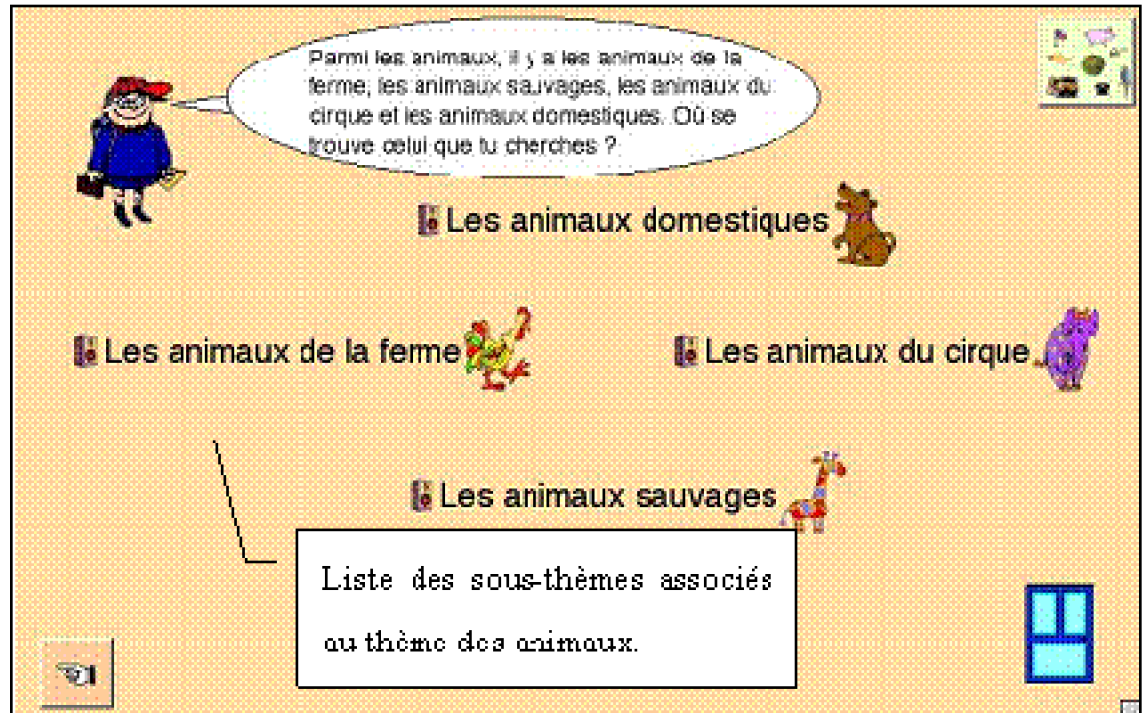 Parmi les animaux, il y a les animaux de la
ferme, les animaux sauvages, les animaux du
cirque et les animaux domestiques. Où se
trouve celui que tu cherches ?
Les animaux domestiques
Les animaux de la ferme
Les animaux du cirque
Les animaux sauvages
Liste des sous-thèmes associés
au thème des animaux.